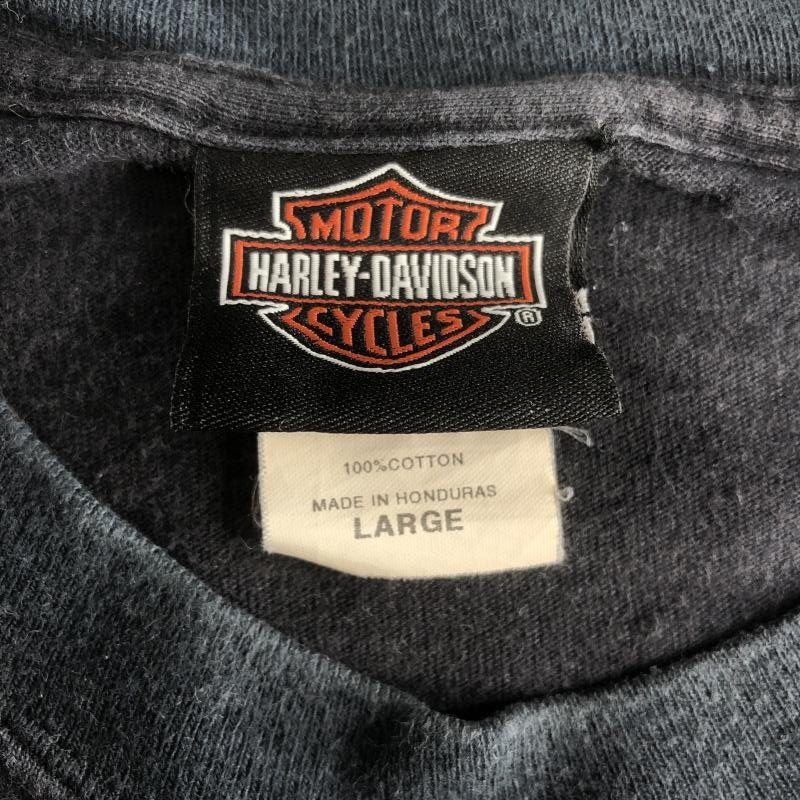 MOTOR
HARLEY-DAVIDSON
CYCLES
®
100%COTTON
MADE IN HONDURAS
LARGE